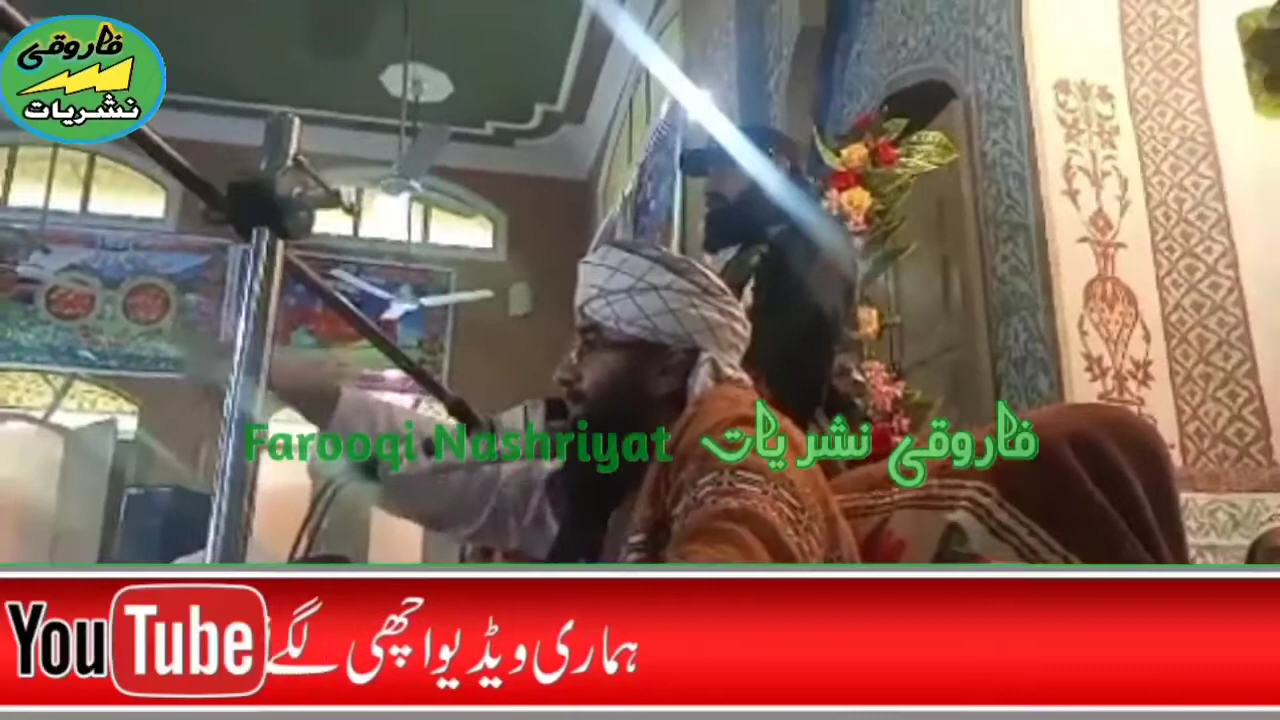 فاروقی
نشریات
Farooqi Nashriyat فاروقی نشریات
YouTube ہماری ویڈیو اچھی لگے